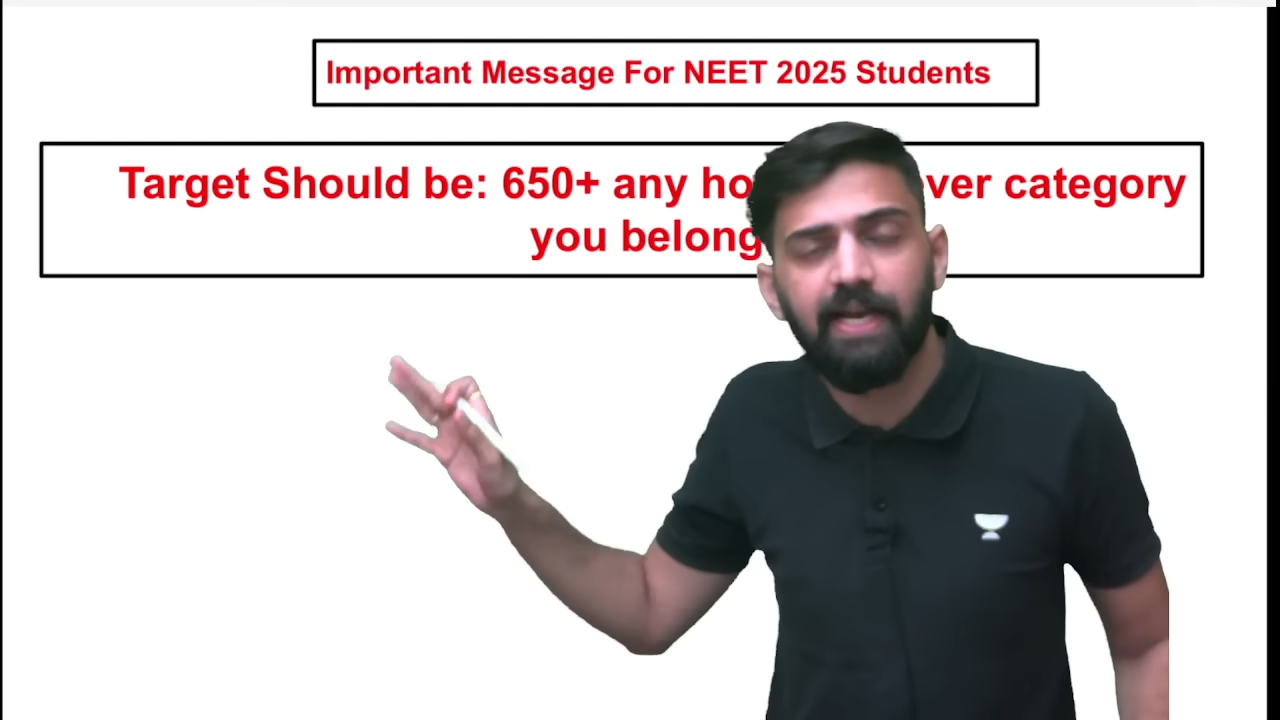 Important Message For NEET 2025 Students
Target Should be: 650+ any category
you belong